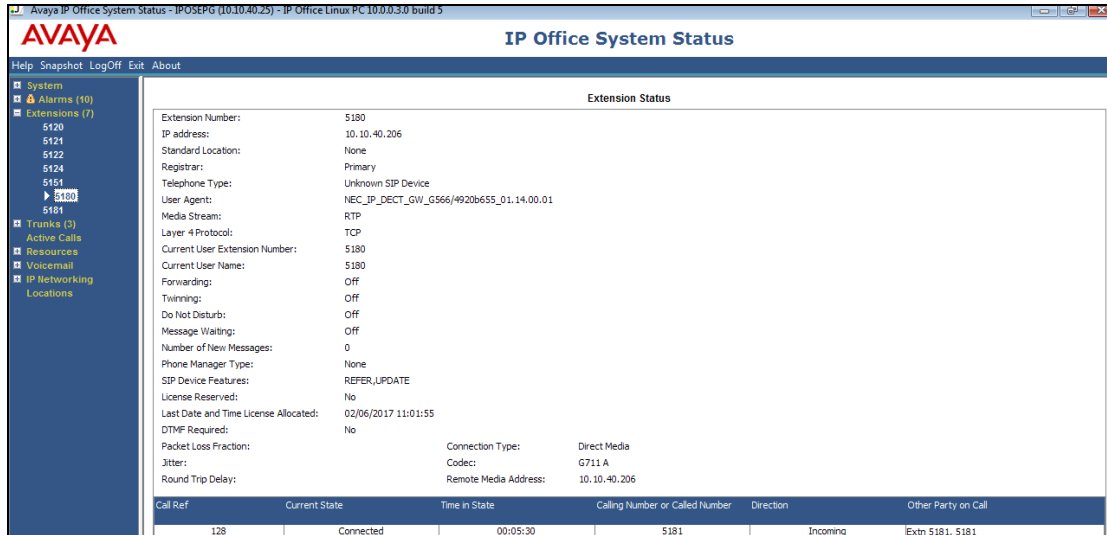 Avaya IP Office System Status - IPOSEPG (10.10.40.25) - IP Office Linux PC 10.0.0.3.0 build 5
AVAYA
IP Office System Status
Help Snapshot LogOff Exit About
System
Alarms (10)
Extensions (7)
5120
5121
5122
5124
5151
5180
5181
Trunks (3)
Active Calls
Resources
Voicemail
IP Networking
Locations
Extension Status
Extension Number: 5180
IP address: 10.10.40.206
Standard Location: None
Registrar: Primary
Telephone Type: Unknown SIP Device
User Agent: NEC_IP_DECT_GW_G566/4920b655_01.14.00.01
Media Stream: RTP
Layer 4 Protocol: TCP
Current User Extension Number: 5180
Current User Name: 5180
Forwarding: Off
Twinning: Off
Do Not Disturb: Off
Message Waiting: Off
Number of New Messages: 0
Phone Manager Type: None
SIP Device Features: REFER,UPDATE
License Reserved: No
Last Date and Time License Allocated: 02/06/2017 11:01:55
DTMF Required: No
Packet Loss Fraction: Connection Type: Direct Media
Jitter: Codec: G711 A
Round Trip Delay: Remote Media Address: 10.10.40.206
Call Ref Current State Time in State Calling Number or Called Number Direction Other Party on Call
128 Connected 00:05:30 5181 Incoming Extn 5181, 5181